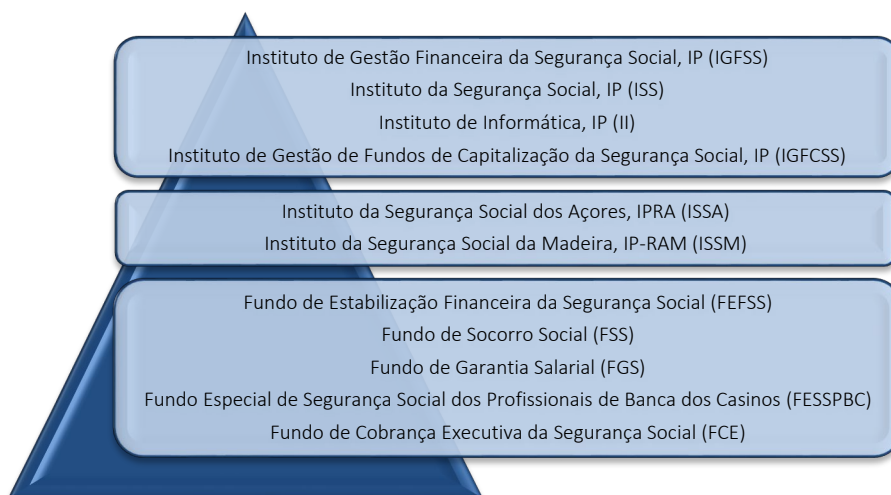 Instituto de Gestão Financeira da Segurança Social, IP (IGFSS)
Instituto da Segurança Social, IP (ISS)
Instituto de Informática, IP (II)
Instituto de Gestão de Fundos de Capitalização da Segurança Social, IP (IGFCSS)
Instituto da Segurança Social dos Açores, IPRA (ISSA)
Instituto da Segurança Social da Madeira, IP-RAM (ISSM)
Fundo de Estabilização Financeira da Segurança Social (FEFSS)
Fundo de Socorro Social (FSS)
Fundo de Garantia Salarial (FGS)
Fundo Especial de Segurança Social dos Profissionais de Banca dos Casinos (FESSPBC)
Fundo de Cobrança Executiva da Segurança Social (FCE)